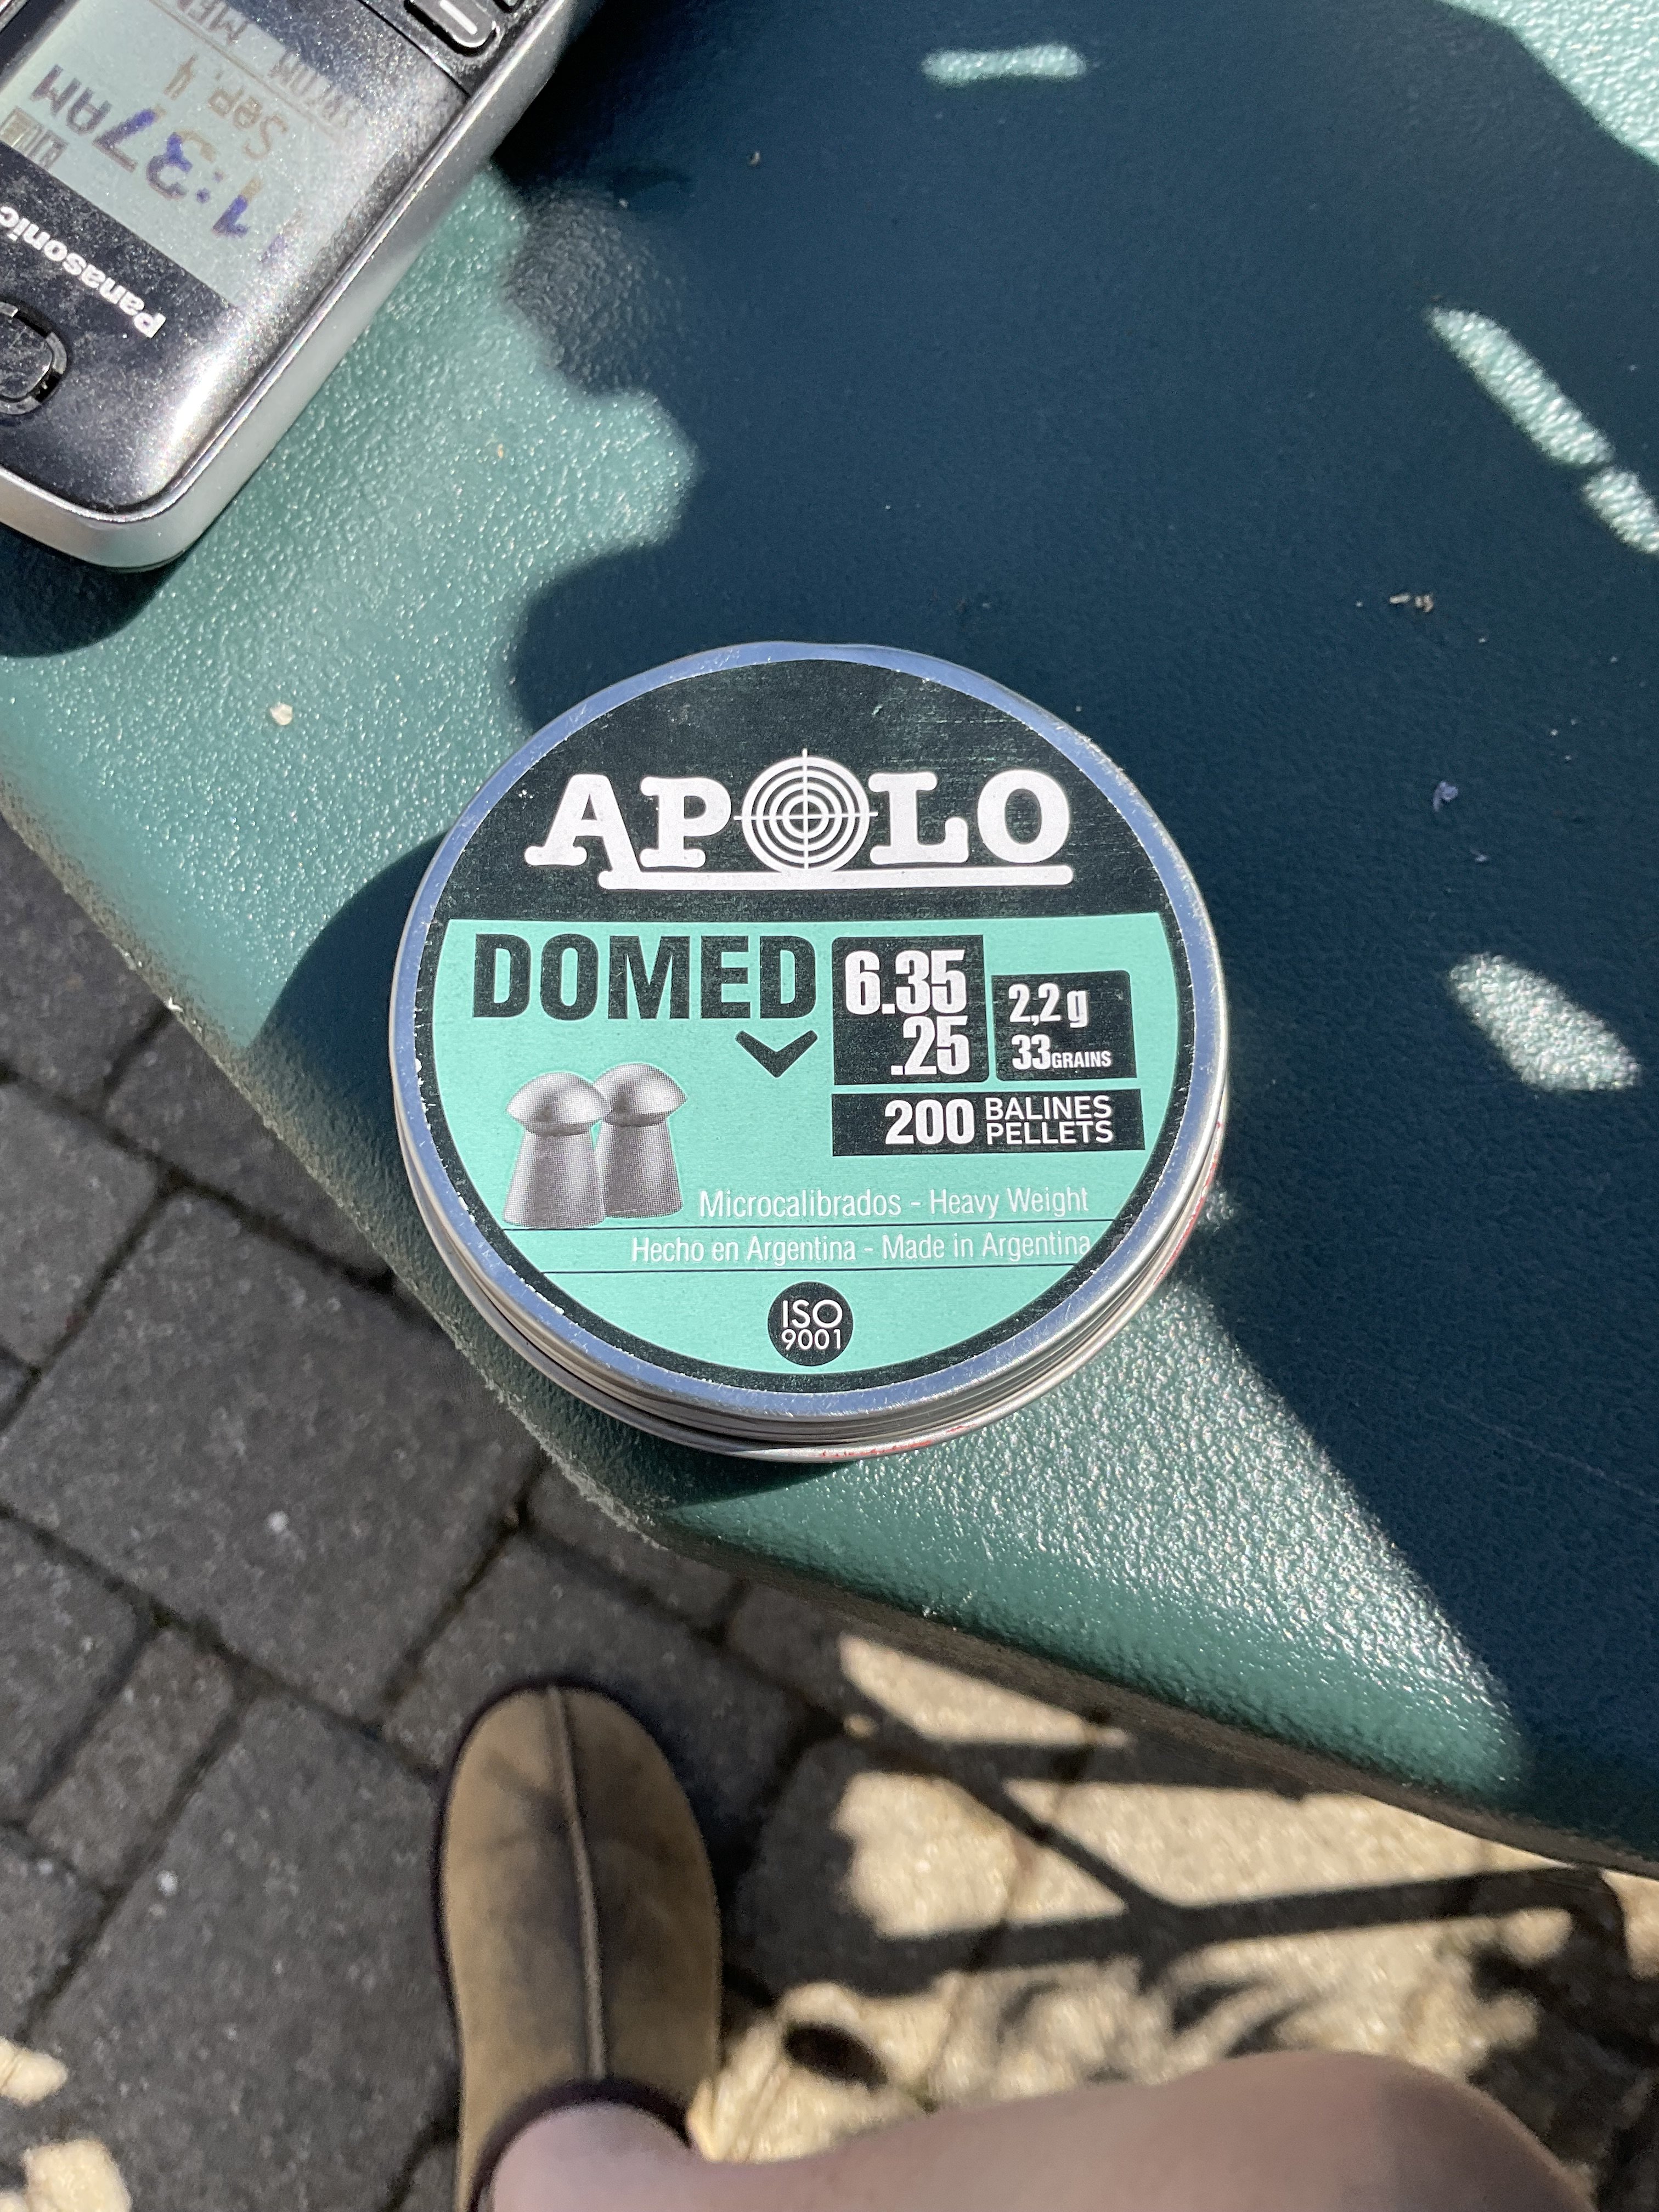 11:37AM
Sep. 4
Panasonic
APOLO
DOMED
6.35
.25
2,2 g
33GRAINS
200 BALINES
PELLETS
Microcalibrados - Heavy Weight
Hecho en Argentina - Made in Argentina
ISO
9001